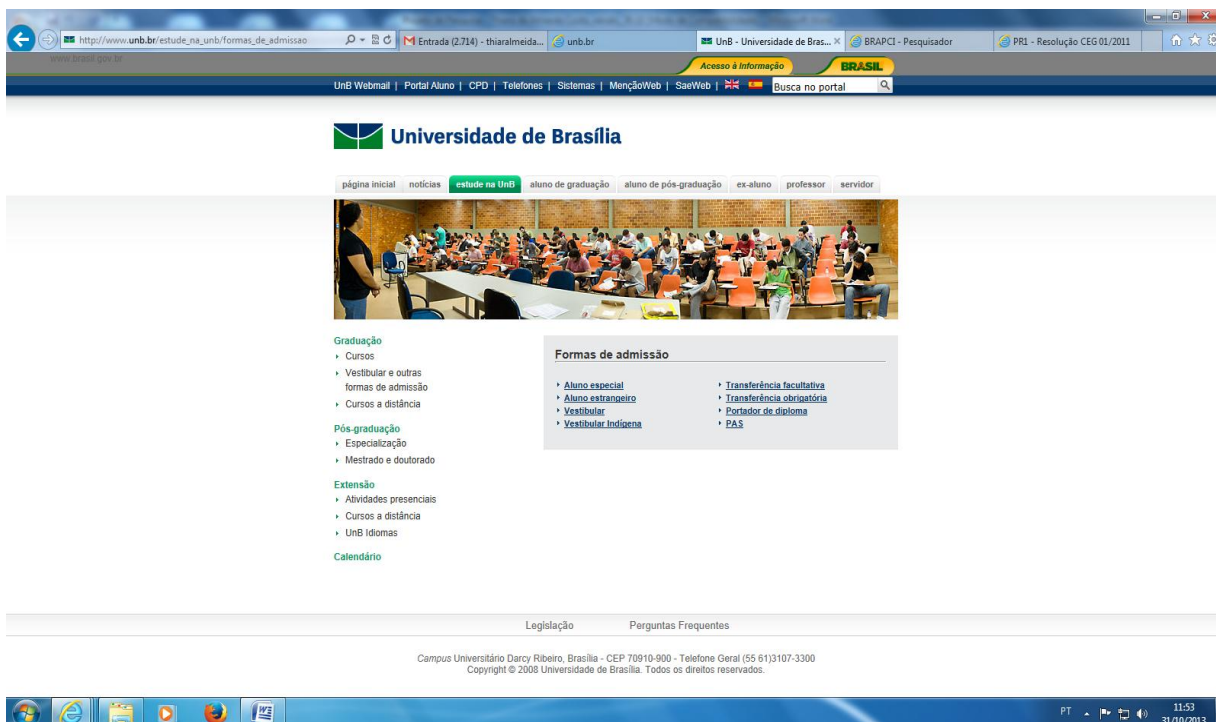 http://www.unb.br/estude_na_unb/formas_de_admissao
Entrada (2.714) - thiaralmeida...
unb.br
UnB - Universidade de Bras...
BRAPCI - Pesquisador
PR1 - Resolução CEG 01/2011
www.brasil.gov.br
Acesso à Informação
BRASIL
UnB Webmail | Portal Aluno | CPD | Telefones | Sistemas | MençãoWeb | SaeWeb |
Busca no portal
Universidade de Brasília
página inicial notícias estude na UnB aluno de graduação aluno de pós-graduação ex-aluno professor servidor
Graduação
Cursos
Vestibular e outras
formas de admissão
Cursos a distância
Pós-graduação
Especialização
Mestrado e doutorado
Extensão
Atividades presenciais
Cursos a distância
UnB Idiomas
Calendário
Formas de admissão
Aluno especial
Aluno estrangeiro
Vestibular
Vestibular Indígena
Transferência facultativa
Transferência obrigatória
Portador de diploma
PAS
Legislação Perguntas Frequentes
Campus Universitário Darcy Ribeiro, Brasília - CEP 70910-900 - Telefone Geral (55 61)3107-3300
Copyright © 2008 Universidade de Brasília. Todos os direitos reservados.
PT
11:53
31/10/2013